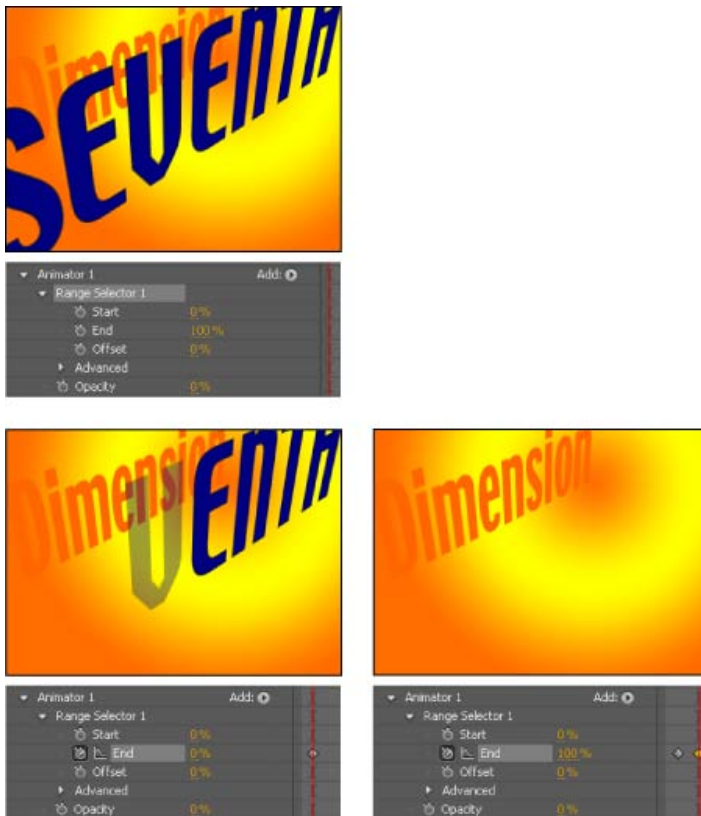 Dimension
SEVENTH
Animator 1 Add:
Range Selector 1
Start 0 %
End 100 %
Offset 0 %
Advanced
Opacity 0 %
Dimension
VENTH
Animator 1 Add:
Range Selector 1
Start 0 %
End 0 %
Offset 0 %
Advanced
Opacity 0 %
Dimension
Animator 1 Add:
Range Selector 1
Start 0 %
End 100 %
Offset 0 %
Advanced
Opacity 0 %